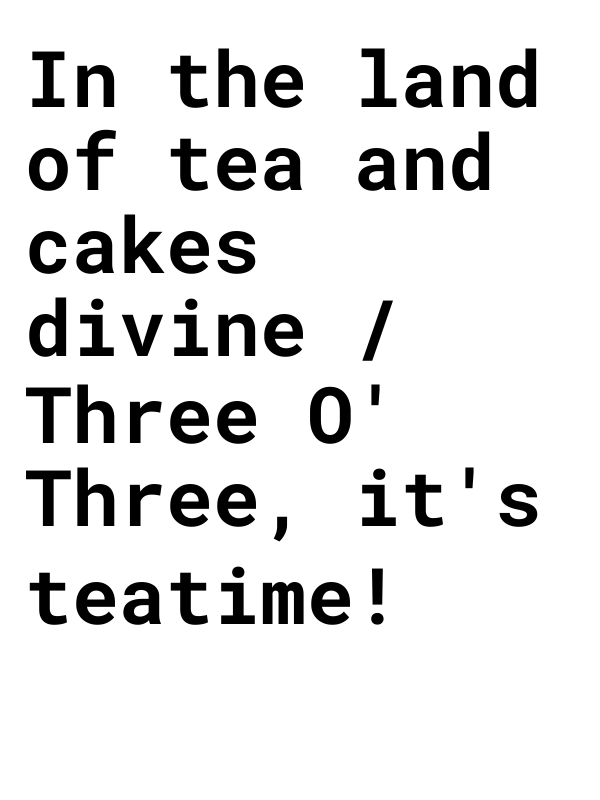 In the land
of tea and
cakes
divine /
Three O'
Three, it's
teatime!